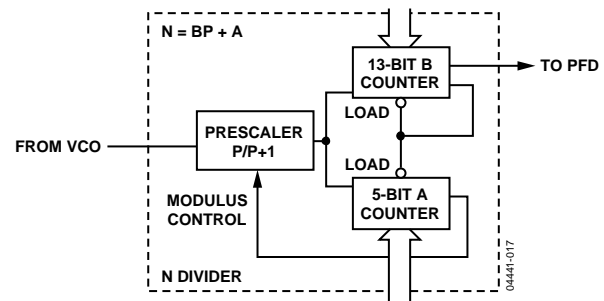 N = BP + A
13-BIT B
COUNTER
TO PFD
LOAD
PRESCALER
P/P+1
FROM VCO
LOAD
MODULUS
CONTROL
5-BIT A
COUNTER
N DIVIDER
04441-017